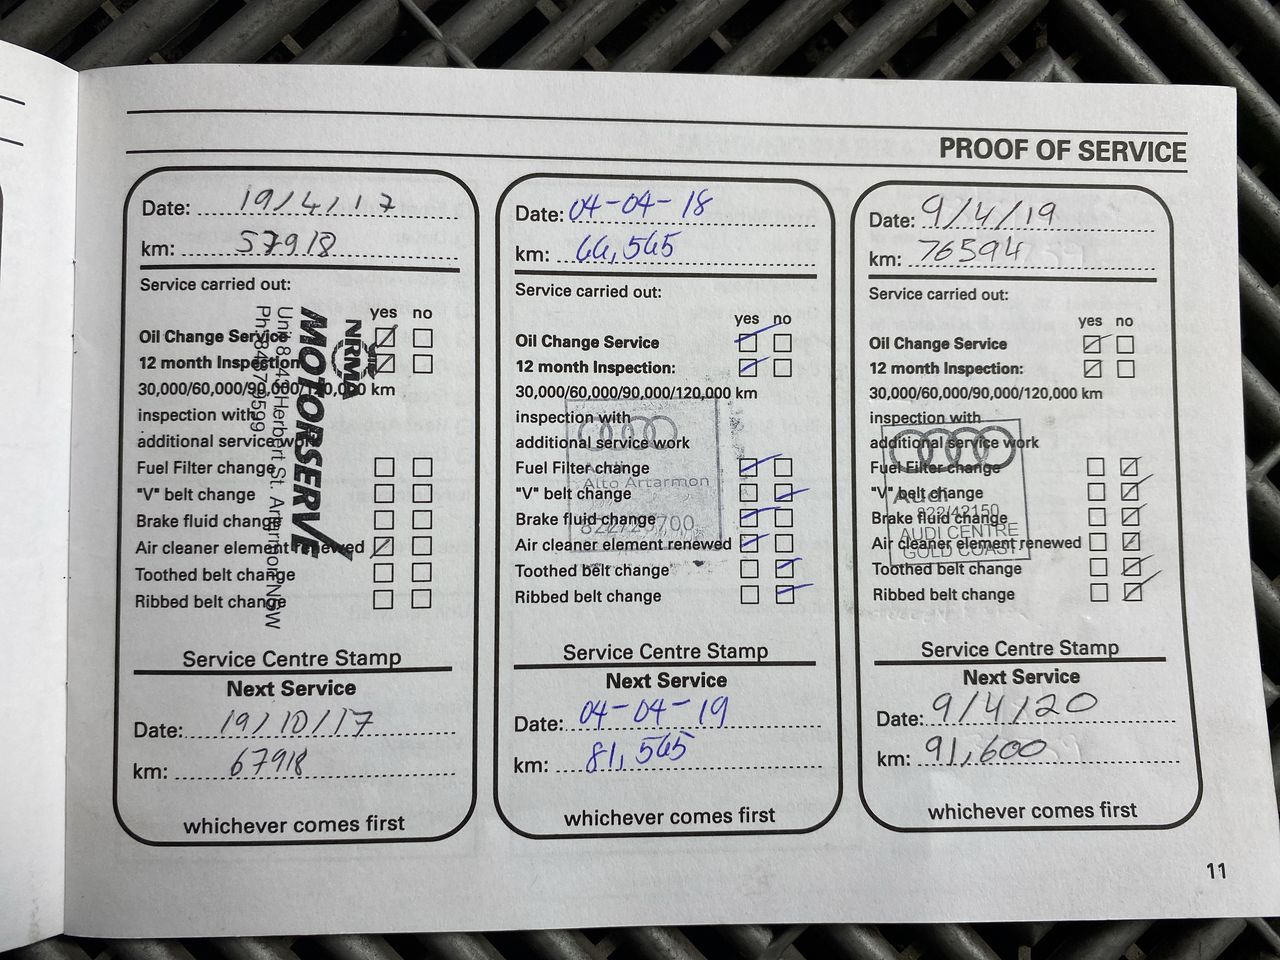 PROOF OF SERVICE
Date: 19/4/17
km: 57918
Service carried out:
yes no
Oil Change Service
12 month Inspection
30,000/60,000/90,000/120,000 km
inspection with
additional service work
Fuel Filter change
"V" belt change
Brake fluid change
Air cleaner element renewed
Toothed belt change
Ribbed belt change
NRMA
MOTORSERVE
Herbert St. Artarmon NSW
Service Centre Stamp
Next Service
Date: 19/10/17
km: 67918
whichever comes first
Date: 04-04-18
km: 66,565
Service carried out:
yes no
Oil Change Service
12 month Inspection:
30,000/60,000/90,000/120,000 km
inspection with
additional service work
Fuel Filter change
"V" belt change
Brake fluid change
Air cleaner element renewed
Toothed belt change
Ribbed belt change
Audi
Alto Artarmon
Service Centre Stamp
Next Service
Date: 04-04-19
km: 81,565
whichever comes first
Date: 9/4/19
km: 76594
Service carried out:
yes no
Oil Change Service
12 month Inspection:
30,000/60,000/90,000/120,000 km
inspection with
additional service work
Fuel Filter change
"V" belt change
Brake fluid change
Air cleaner element renewed
Toothed belt change
Ribbed belt change
Audi
822/42150
AUDI CENTRE
GOLD COAST
Service Centre Stamp
Next Service
Date: 9/4/20
km: 91,600
whichever comes first
11